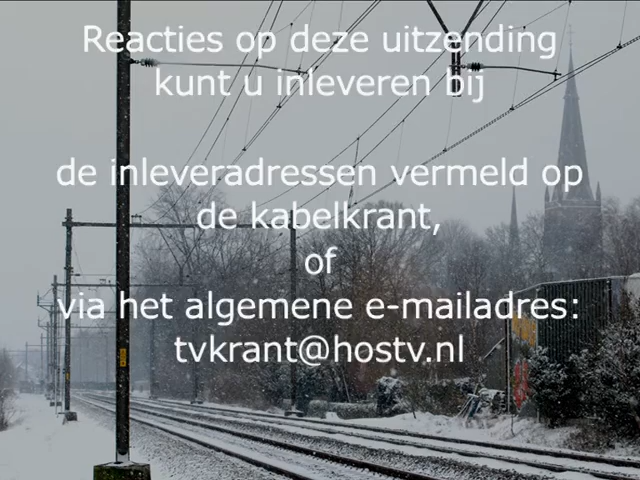 Reacties op deze uitzending
kunt u inleveren bij
de inleveradressen vermeld op
de kabelkrant,
of
via het algemene e-mailadres:
tvkrant@hostv.nl